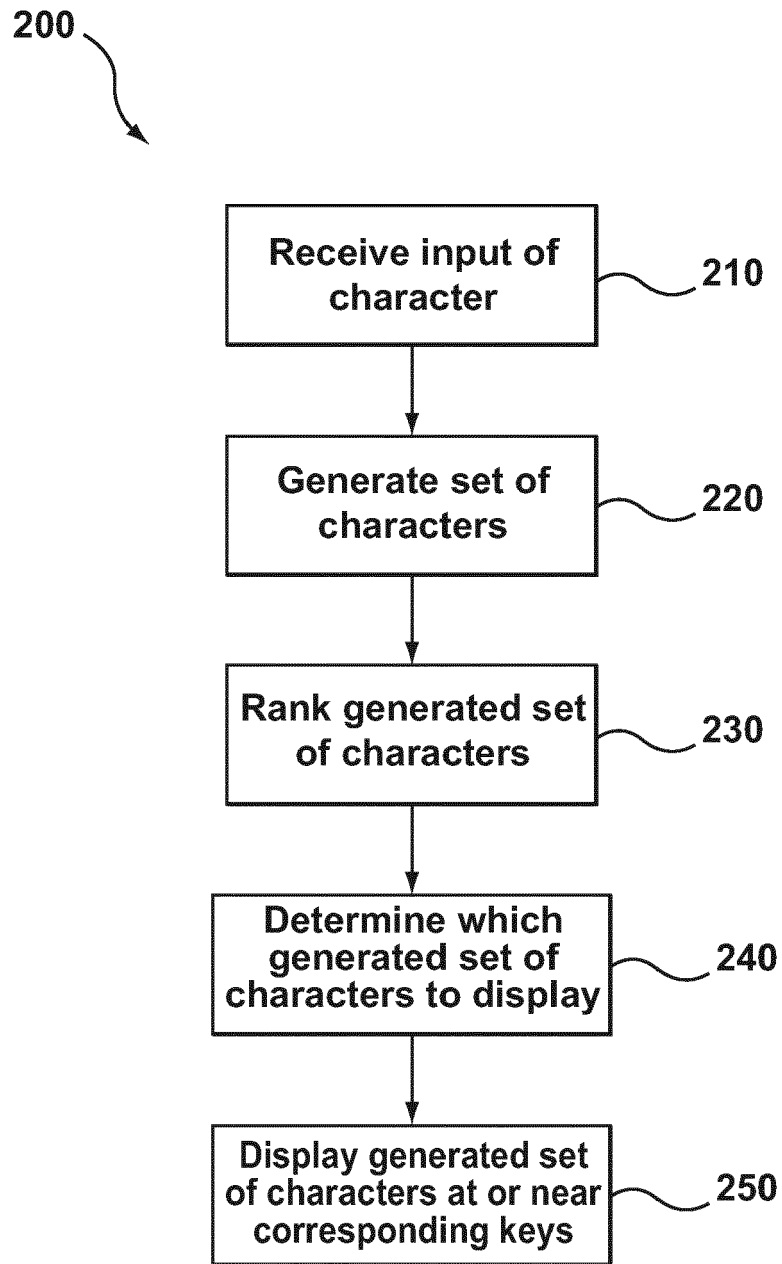 200
Receive input of
character
210
Generate set of
characters
220
Rank generated set
of characters
230
Determine which
generated set of
characters to display
240
Display generated set
of characters at or near
corresponding keys
250